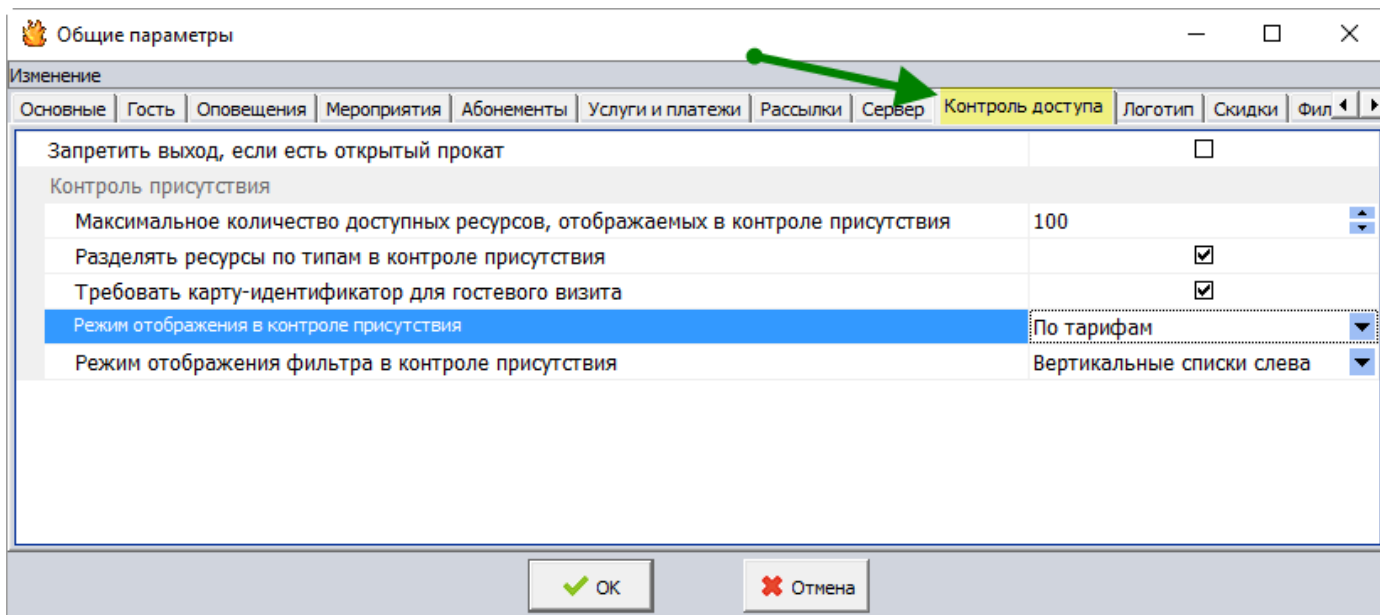 Общие параметры
Изменение
Основные Гость Оповещения Мероприятия Абонементы Услуги и платежи Рассылки Сервер Контроль доступа Логотип Скидки Фил
Запретить выход, если есть открытый прокат
Контроль присутствия
Максимальное количество доступных ресурсов, отображаемых в контроле присутствия 100
Разделять ресурсы по типам в контроле присутствия
Требовать карту-идентификатор для гостевого визита
Режим отображения в контроле присутствия По тарифам
Режим отображения фильтра в контроле присутствия Вертикальные списки слева
OK Отмена